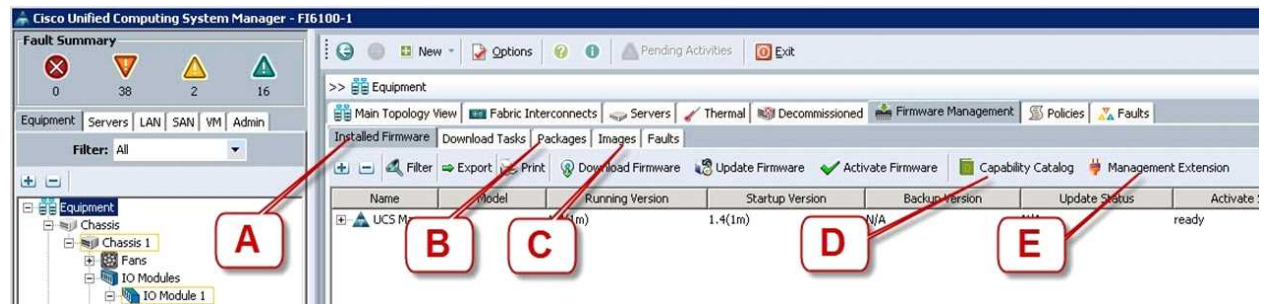 Cisco Unified Computing System Manager - FI6100-1
Fault Summary
0 38 2 16
New Options Pending Activities Exit
>> Equipment
Equipment Servers LAN SAN VM Admin
Main Topology View Fabric Interconnects Servers Thermal Decommissioned Firmware Management Policies Faults
Installed Firmware Download Tasks Packages Images Faults
Filter: All
Filter Export Print Download Firmware Update Firmware Activate Firmware Capability Catalog Management Extension
Name Model Running Version Startup Version Backup Version Update Status Activate
UCS 1.4(1m) N/A ready
Equipment
Chassis
Chassis 1
Fans
IO Modules
IO Module 1
A
B
C
D
E